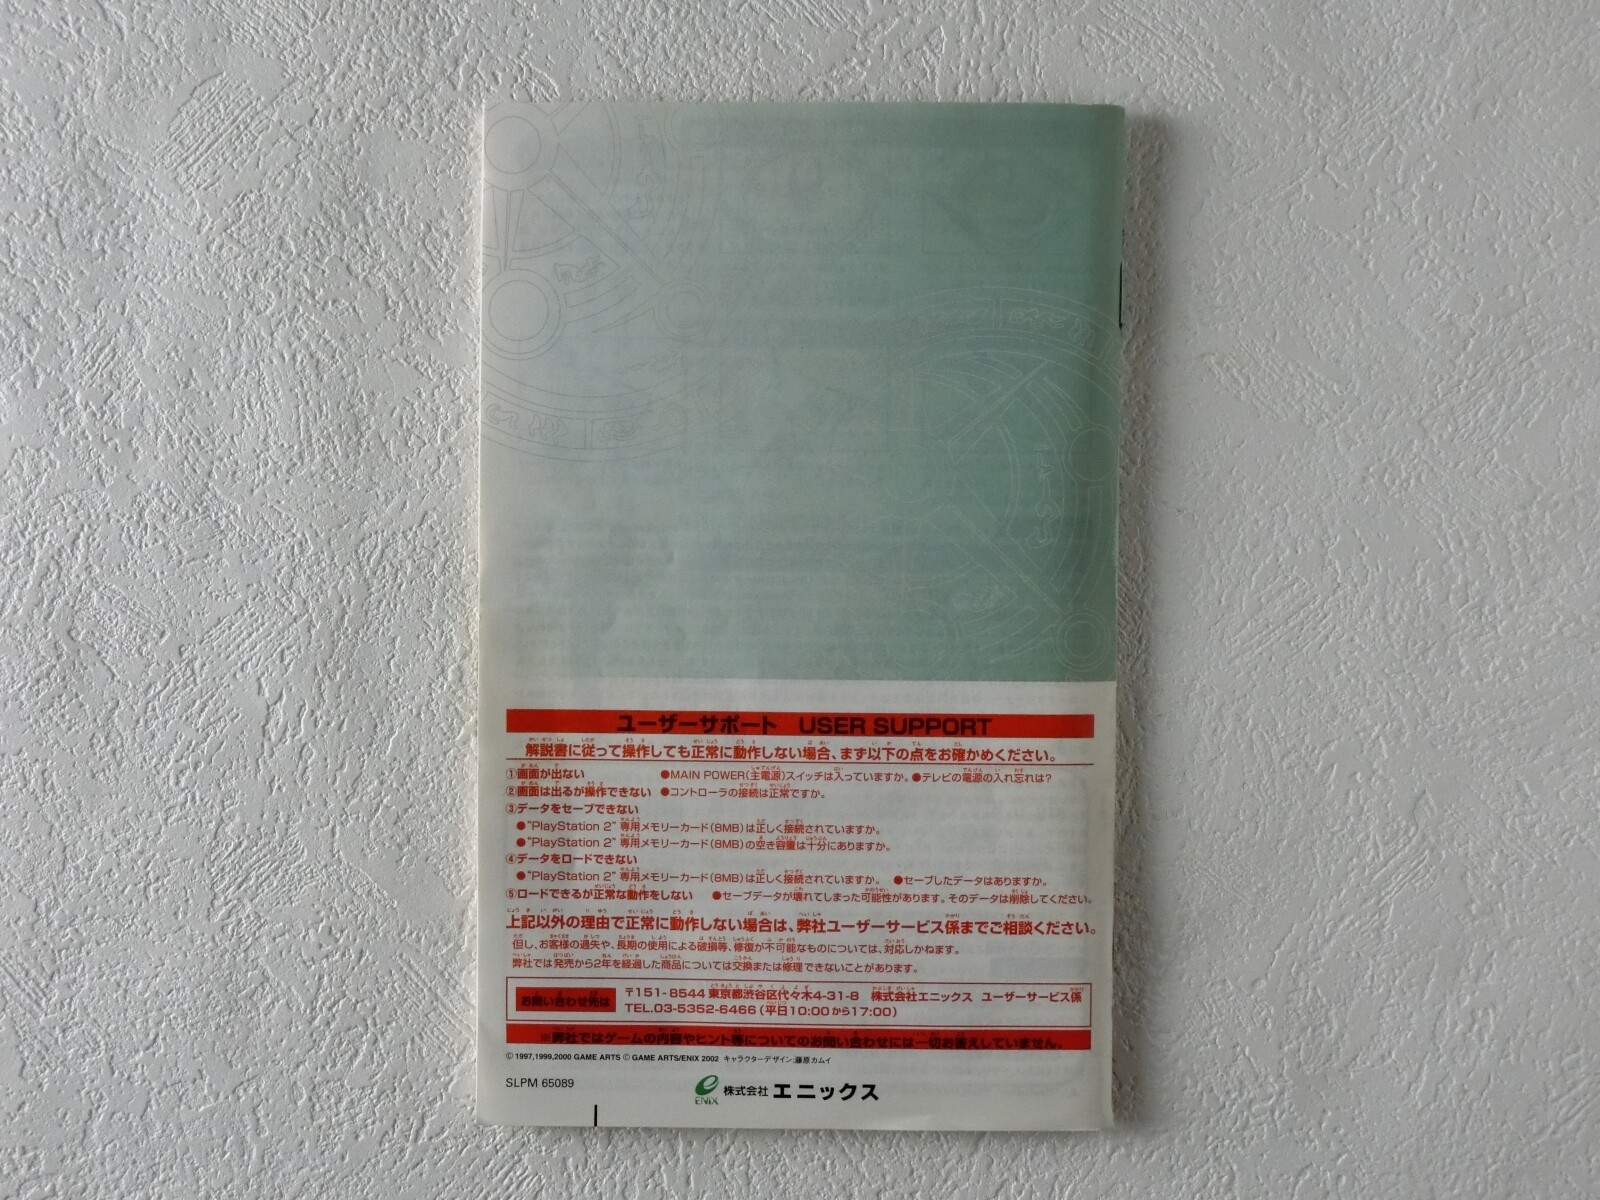 ユーザーサポート USER SUPPORT
解説書に従って操作しても正常に動作しない場合、まず以下の点をお確かめください。
①画面が出ない ●MAIN POWER(主電源)スイッチは入っていますか。●テレビの電源の入れ忘れは?
②画面は出るが操作できない ●コントローラの接続は正常ですか。
③データをセーブできない
●"PlayStation 2" 専用メモリーカード(8MB)は正しく接続されていますか。
●"PlayStation 2" 専用メモリーカード(8MB)の空き容量は十分にありますか。
④データをロードできない
●"PlayStation 2" 専用メモリーカード(8MB)は正しく接続されていますか。 ●セーブしたデータはありますか。
⑤ロードできるが正常な動作をしない ●セーブデータが壊れてしまった可能性があります。そのデータは削除してください。
上記以外の理由で正常に動作しない場合は、弊社ユーザーサービス係までご相談ください。
但し、お客様の過失や、長期の使用による破損等、修復が不可能なものについては、対応しかねます。
弊社では発売から2年を経過した商品については交換または修理できないことがあります。
お問い合わせ先は
〒151-8544 東京都渋谷区代々木4-31-8 株式会社エニックス ユーザーサービス係
TEL.03-5352-6466(平日10:00から17:00)
※弊社ではゲームの内容やヒント等についてのお問い合わせには一切お答えしていません。
©1997,1999,2000 GAME ARTS © GAME ARTS/ENIX 2002 キャラクターデザイン:藤原カムイ
SLPM 65089
ENIX 株式会社 エニックス